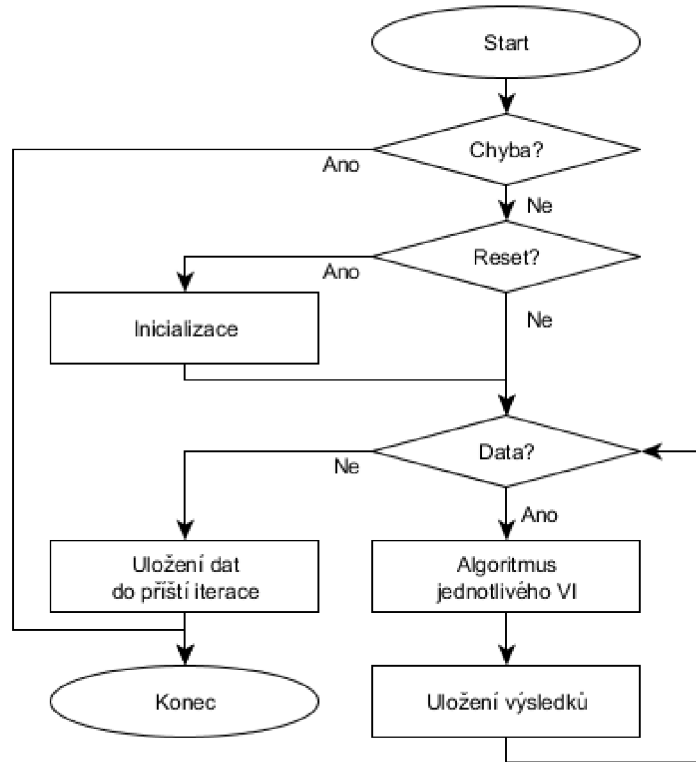 Start
Chyba?
Ano
Ne
Reset?
Ano
Inicializace
Ne
Data?
Ne
Ano
Uložení dat
do příští iterace
Algoritmus
jednotlivého VI
Konec
Uložení výsledků